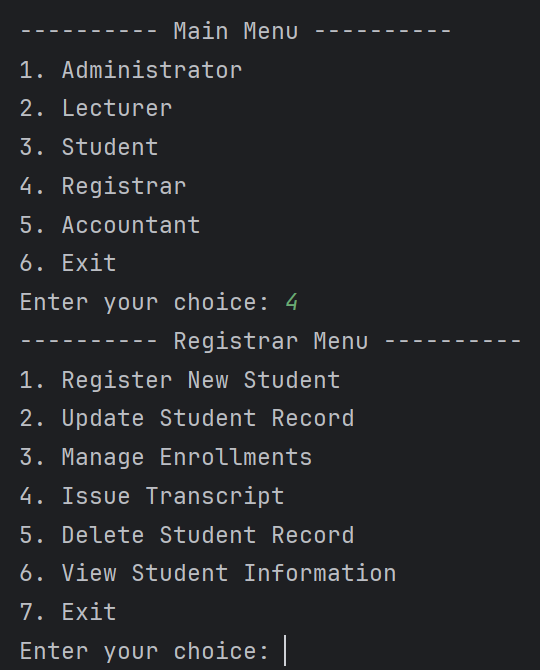 ---------- Main Menu ----------
1. Administrator
2. Lecturer
3. Student
4. Registrar
5. Accountant
6. Exit
Enter your choice: 4
---------- Registrar Menu ----------
1. Register New Student
2. Update Student Record
3. Manage Enrollments
4. Issue Transcript
5. Delete Student Record
6. View Student Information
7. Exit
Enter your choice: